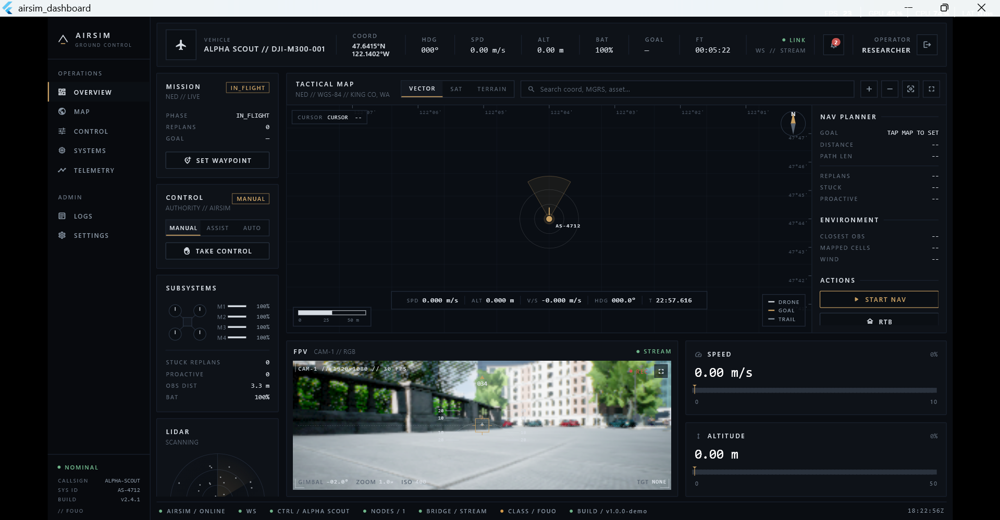 airsim_dashboard
AIRSIM
GROUND CONTROL
OPERATIONS
OVERVIEW
MAP
CONTROL
SYSTEMS
TELEMETRY
ADMIN
LOGS
SETTINGS
NOMINAL
CALLSIGN ALPHA-SCOUT
SYS ID AS-4712
BUILD v2.4.1
// FOUO
VEHICLE
ALPHA SCOUT // DJI-M300-001
COORD
47.6415°N
122.1402°W
HDG
000°
SPD
0.00 m/s
ALT
0.00 m
BAT
100%
GOAL
—
FT
00:05:22
LINK
WS // STREAM
2
OPERATOR
RESEARCHER
MISSION
IN_FLIGHT
NED // LIVE
PHASE IN_FLIGHT
REPLANS 0
GOAL —
SET WAYPOINT
CONTROL
MANUAL
AUTHORITY // AIRSIM
MANUAL ASSIST AUTO
TAKE CONTROL
SUBSYSTEMS
M1 100%
M2 100%
M3 100%
M4 100%
STUCK REPLANS 0
PROACTIVE 0
OBS DIST 3.3 m
BAT 100%
LIDAR
SCANNING
TACTICAL MAP
NED // WGS-84 // KING CO, WA
VECTOR SAT TERRAIN
Search coord, MGRS, asset...
CURSOR CURSOR --
122°06' 122°05' 122°04' 122°03' 122°02' 122°01'
N
47°47'
47°46'
47°45'
47°44'
47°43'
47°42'
AS-4712
SPD 0.000 m/s ALT 0.000 m V/S -0.000 m/s HDG 000.0° T 22:57.616
0 25 50 m
DRONE
GOAL
TRAIL
NAV PLANNER
GOAL TAP MAP TO SET
DISTANCE --
PATH LEN --
REPLANS --
STUCK --
PROACTIVE --
ENVIRONMENT
CLOSEST OBS --
MAPPED CELLS --
WIND --
ACTIONS
START NAV
RTB
FPV CAM-1 // RGB
STREAM
CAM-1 // 1920×1080 // 30 FPS
REC
034
20
10
10
20
GIMBAL -02.0° ZOOM 1.0× ISO 400
TGT NONE
SPEED 0%
0.00 m/s
0 10
ALTITUDE 0%
0.00 m
0 50
AIRSIM / ONLINE WS CTRL / ALPHA SCOUT NODES / 1 BRIDGE / STREAM CLASS / FOUO BUILD / v1.0.0-demo
18:22:56Z